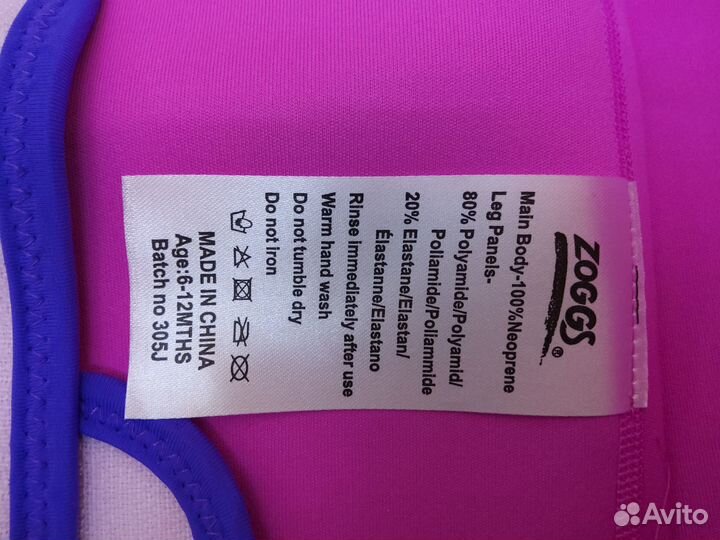 ZOGGS®
Main Body-100%Neoprene
Leg Panels-
80% Polyamide/Polyamid/
Poliamide/Poliammide
20% Elastane/Elastan/
Élastanne/Elastano
Rinse immediately after use
Warm hand wash
Do not tumble dry
Do not iron
MADE IN CHINA
Age:6-12MTHS
Batch no 305J
Avito